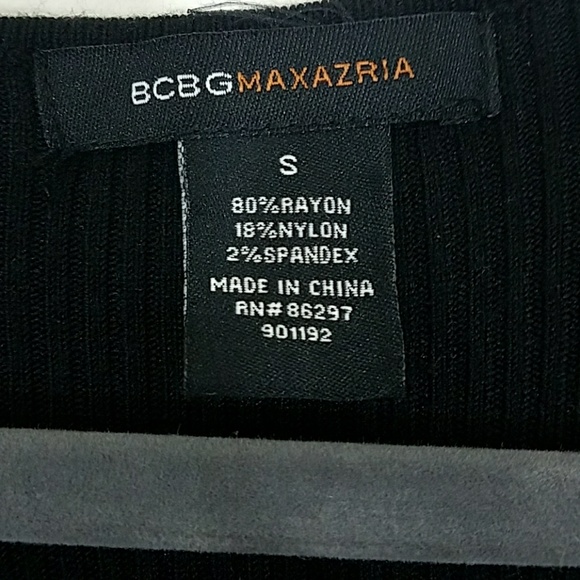 BCBGMAXAZRIA
S
80%RAYON
18%NYLON
2%SPANDEX
MADE IN CHINA
RN#86297
901192